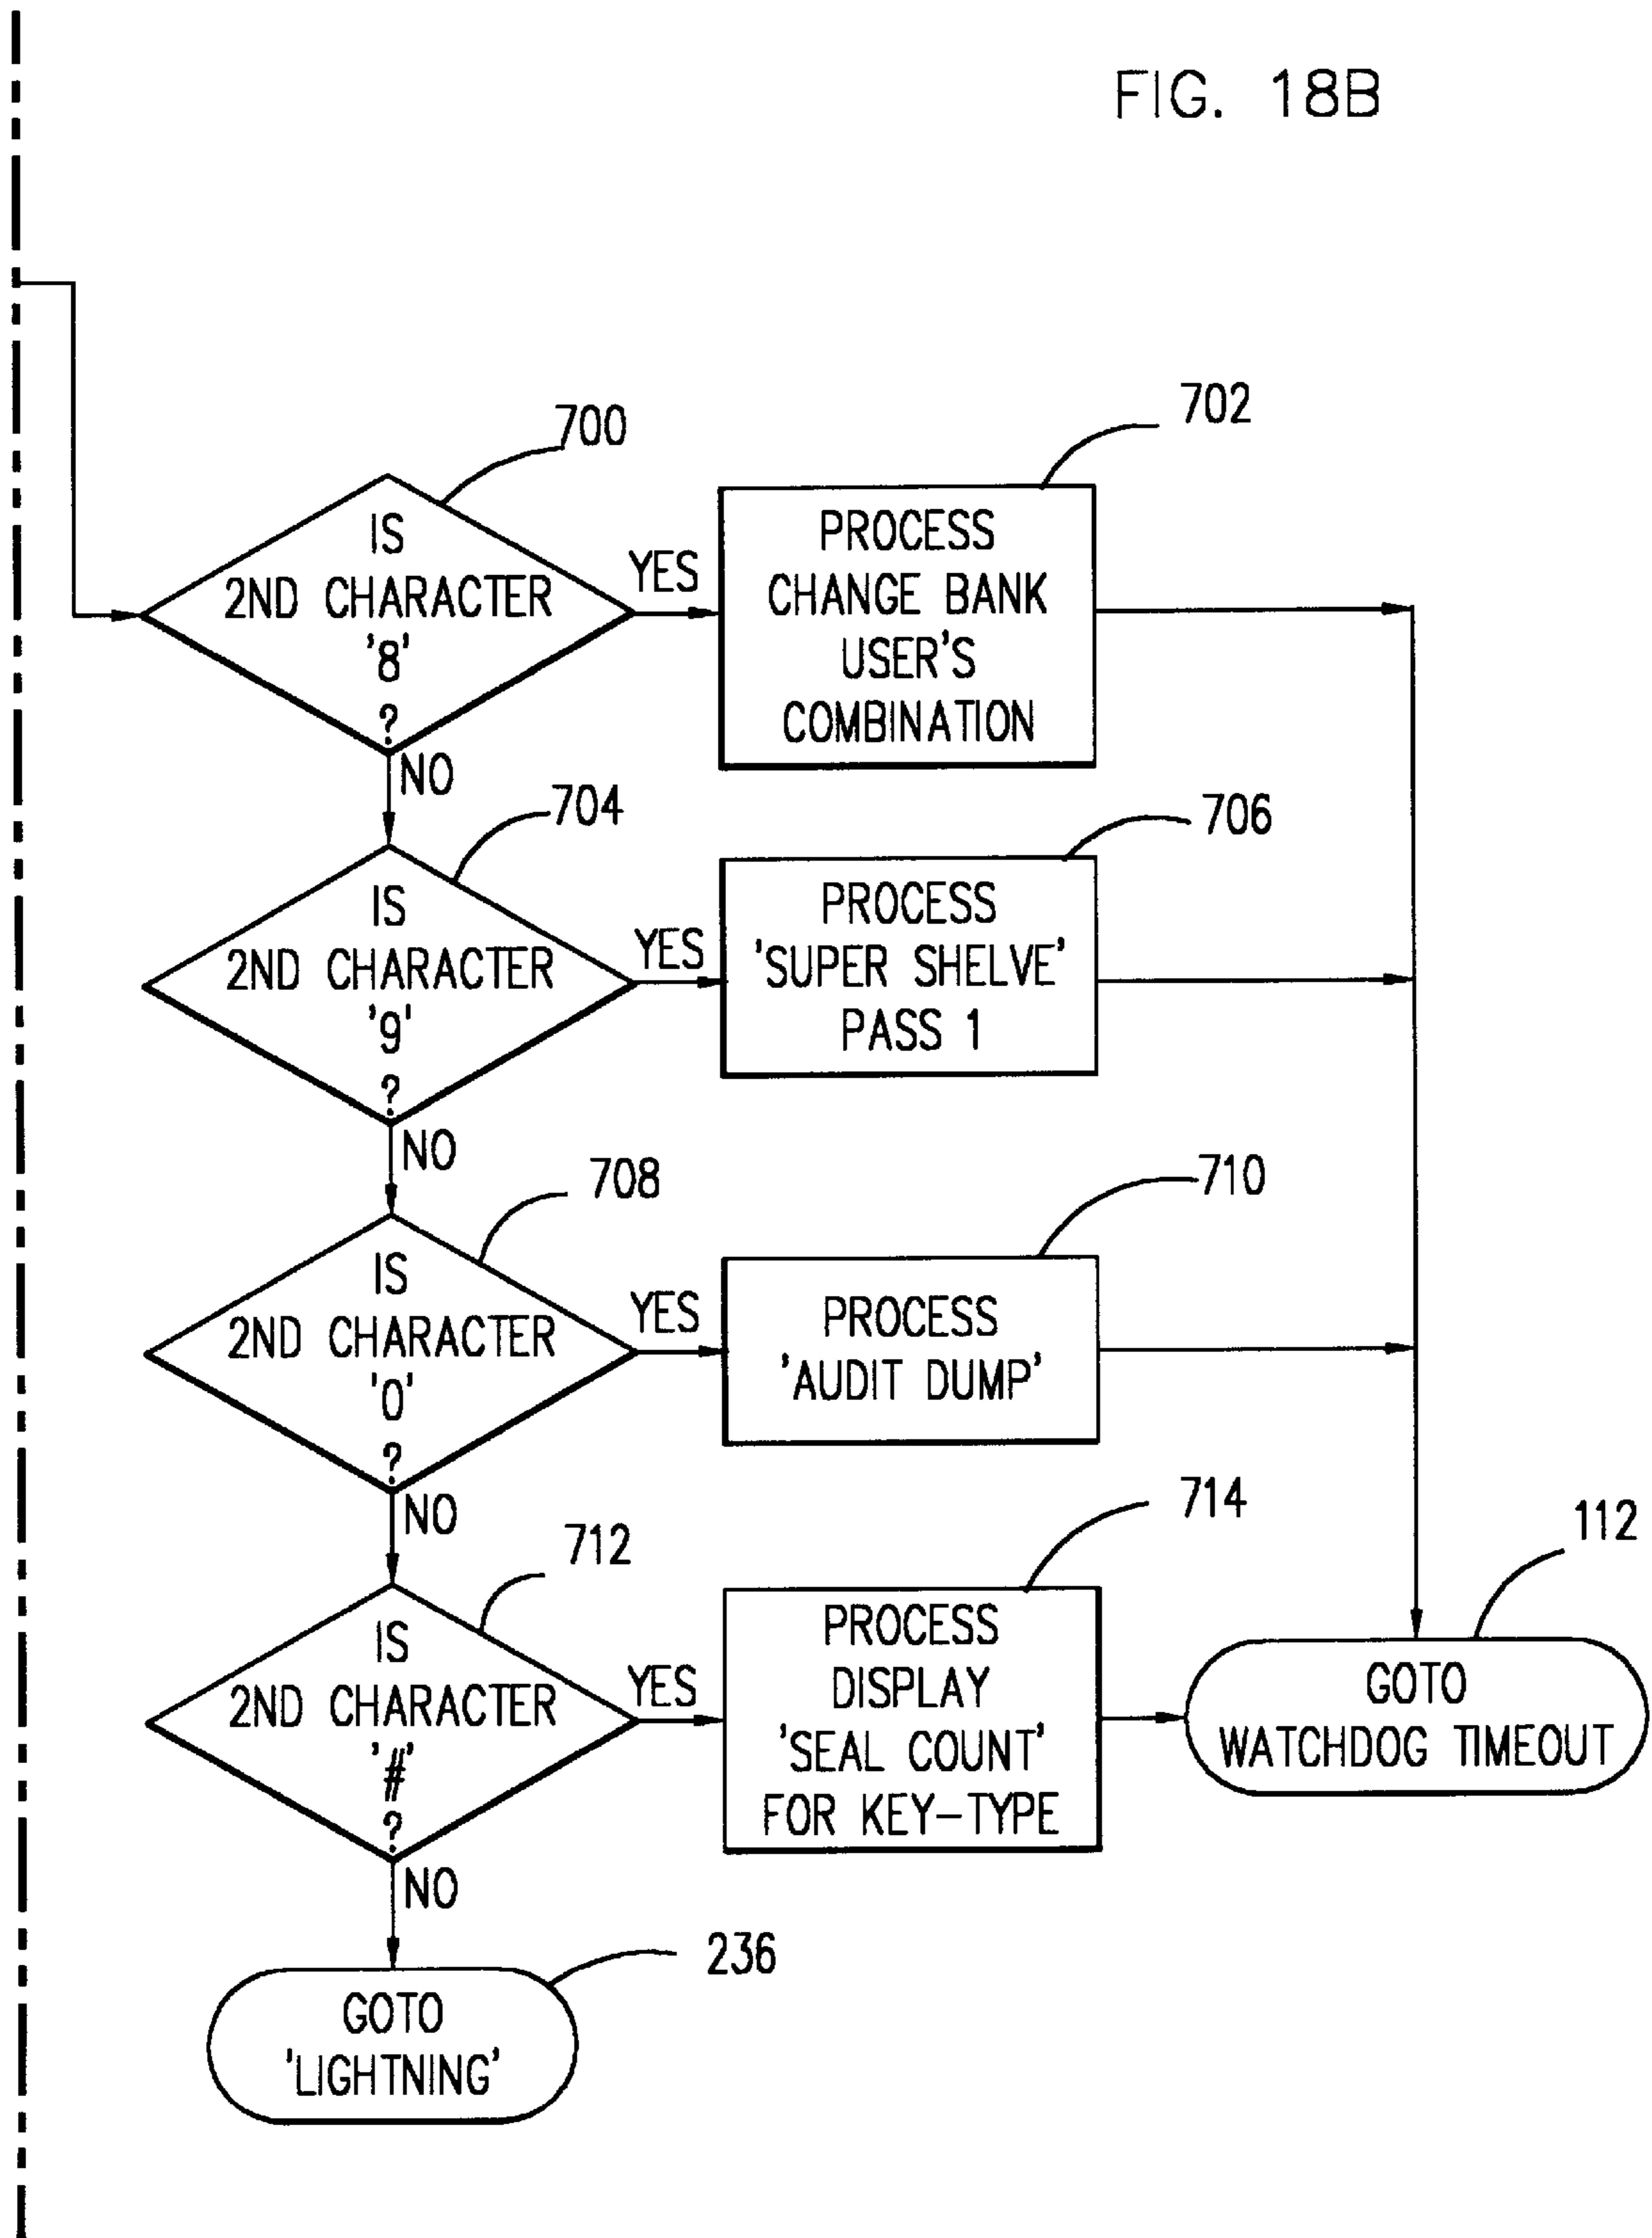 FIG. 18B
700
702
IS
2ND CHARACTER
'8'
?
YES
PROCESS
CHANGE BANK
USER'S
COMBINATION
NO
704
706
IS
2ND CHARACTER
'9'
?
YES
PROCESS
'SUPER SHELVE'
PASS 1
NO
708
710
IS
2ND CHARACTER
'0'
?
YES
PROCESS
'AUDIT DUMP'
NO
712
714
112
IS
2ND CHARACTER
'#'
?
YES
PROCESS
DISPLAY
'SEAL COUNT'
FOR KEY-TYPE
GOTO
WATCHDOG TIMEOUT
NO
236
GOTO
'LIGHTNING'